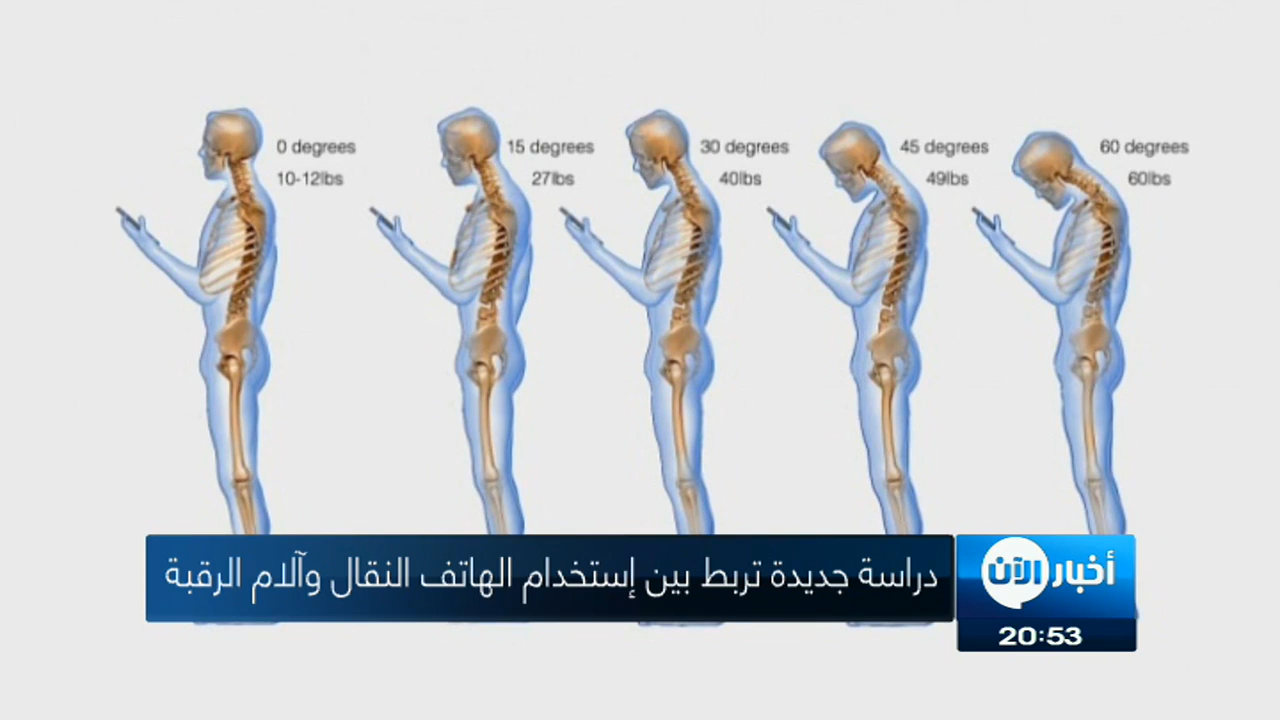 0 degrees
10-12lbs
15 degrees
27lbs
30 degrees
40lbs
45 degrees
49lbs
60 degrees
60lbs
دراسة جديدة تربط بين إستخدام الهاتف النقال وآلام الرقبة
أخبار الآن
20:53